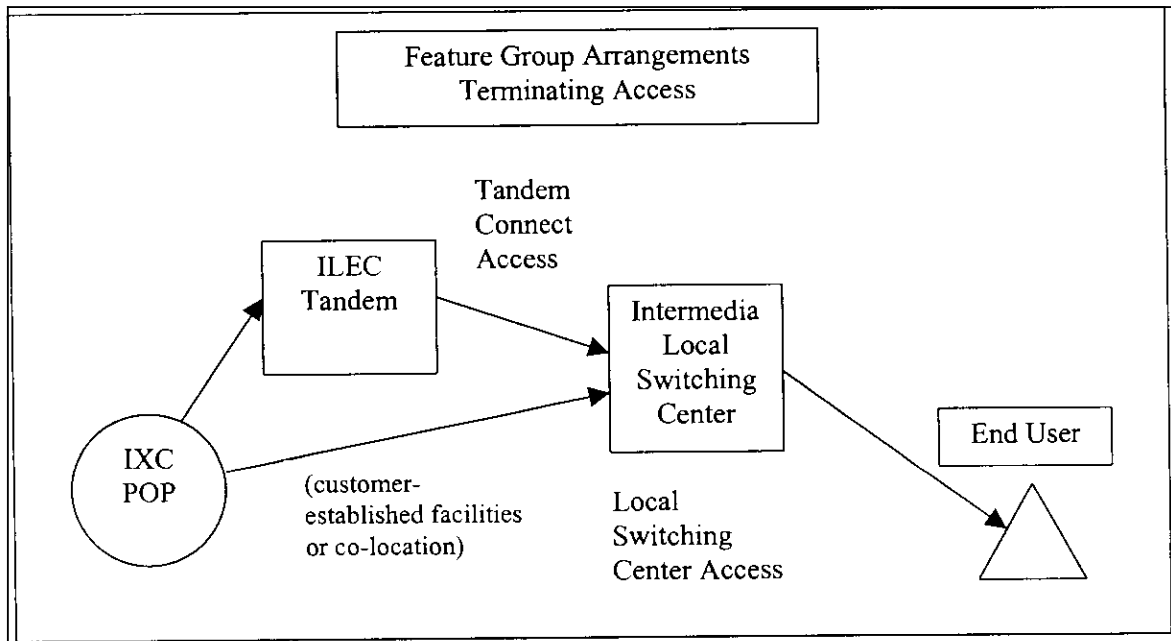 Feature Group Arrangements
Terminating Access
Tandem
Connect
Access
ILEC
Tandem
Intermedia
Local
Switching
Center
End User
IXC
POP
(customer-
established facilities
or co-location)
Local
Switching
Center Access